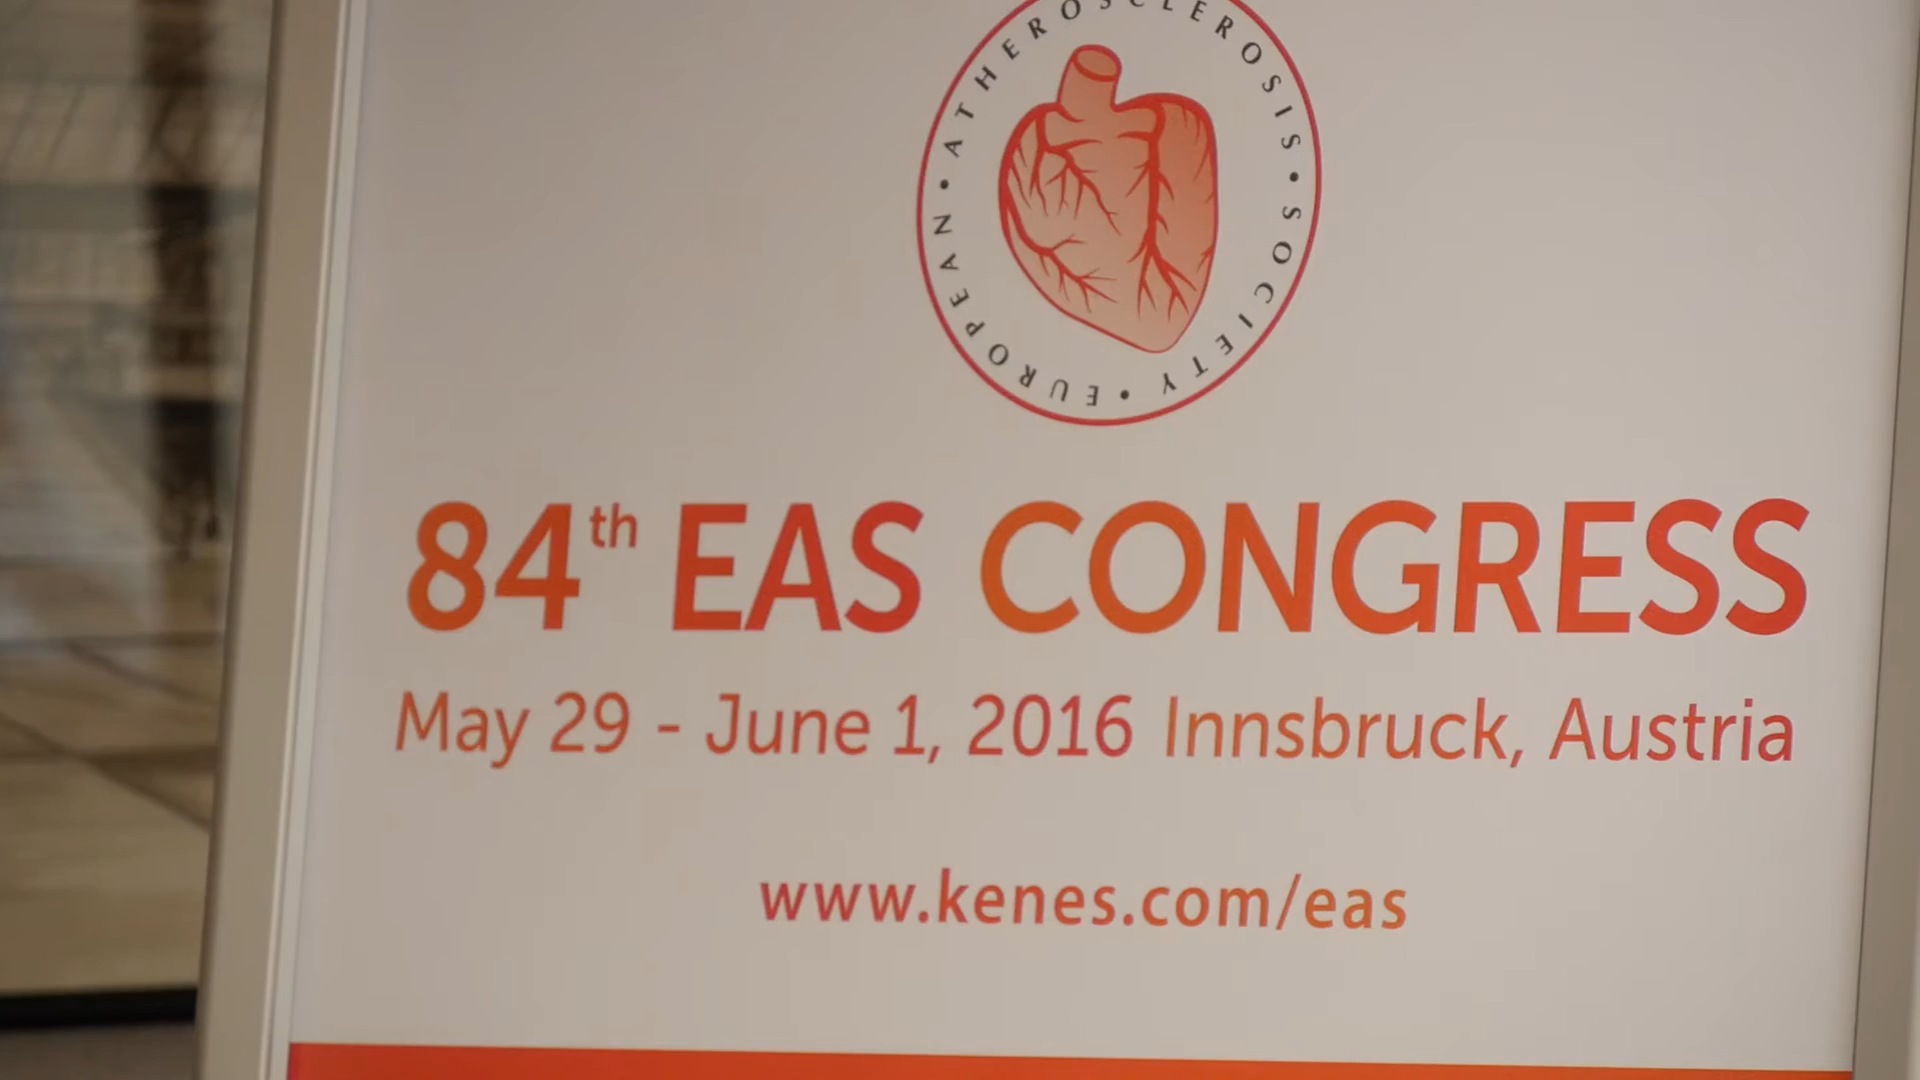 EUROPEAN • ATHEROSCLEROSIS • SOCIETY •
84th EAS CONGRESS
May 29 - June 1, 2016 Innsbruck, Austria
www.kenes.com/eas